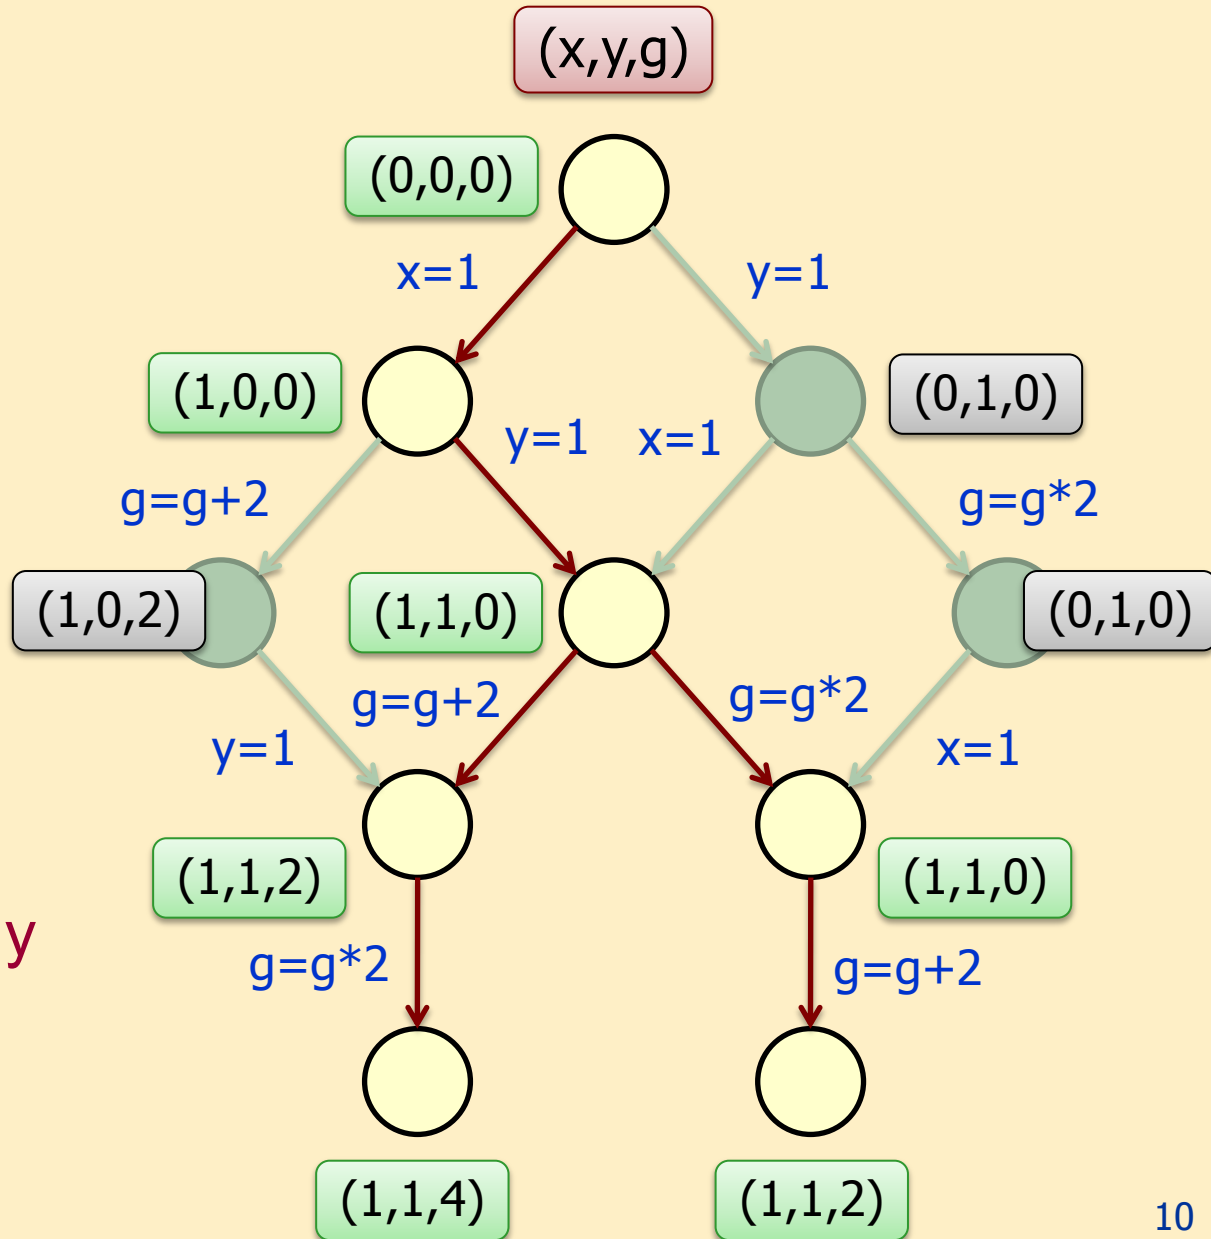 (x,y,g)
(0,0,0)
x=1
y=1
(1,0,0)
(0,1,0)
y=1
x=1
g=g+2
g=g*2
(1,0,2)
(1,1,0)
(0,1,0)
g=g+2
g=g*2
y=1
x=1
(1,1,2)
(1,1,0)
y
g=g*2
g=g+2
(1,1,4)
(1,1,2)
10